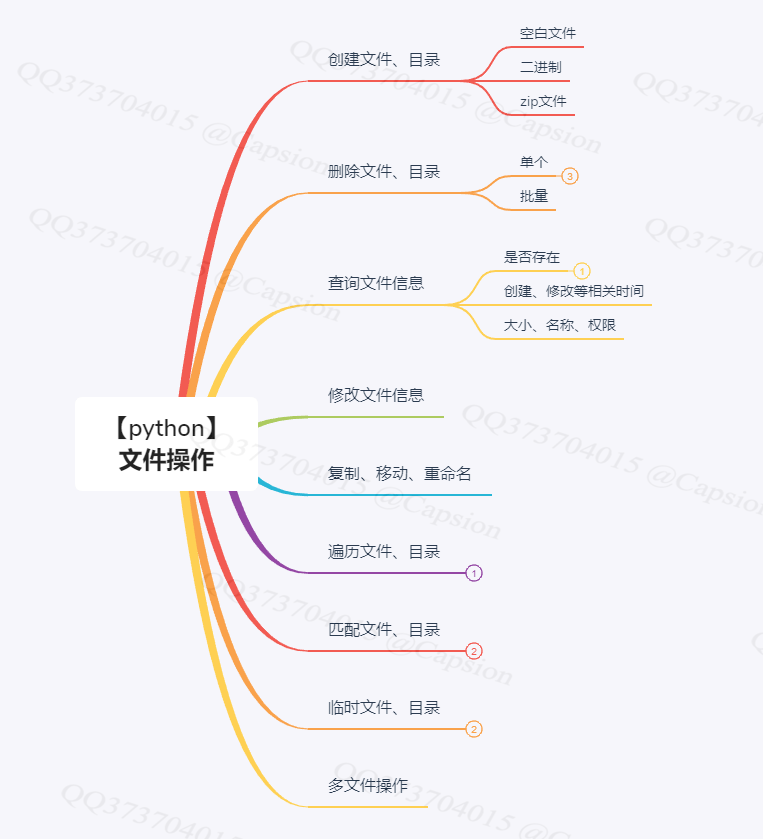 空白文件
创建文件、目录
二进制
zip文件
单个
3
删除文件、目录
批量
是否存在
1
查询文件信息
创建、修改等相关时间
大小、名称、权限
修改文件信息
【python】
文件操作
复制、移动、重命名
遍历文件、目录
1
匹配文件、目录
2
临时文件、目录
2
多文件操作
QQ373704015 @Capsion
QQ373704015 @Capsion
QQ37370401
QQ373704015 @Capsion
QQ3737040
QQ373704015 @Capsion
QQ373704015 @Capsion
QQ373704015 @Capsion
QQ373704015
QQ373704015 @C